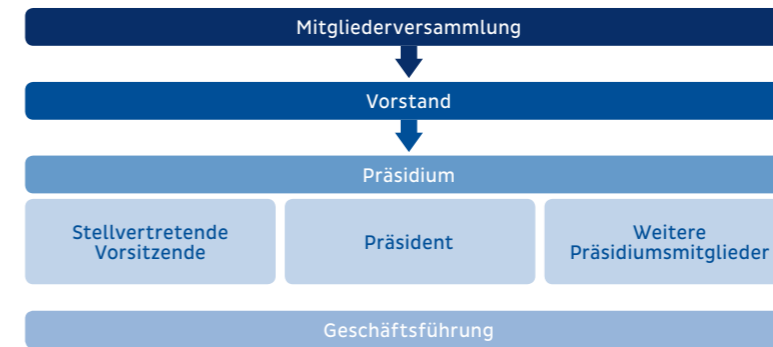 Mitgliederversammlung
Vorstand
Präsidium
Stellvertretende
Vorsitzende
Präsident
Weitere
Präsidiumsmitglieder
Geschäftsführung